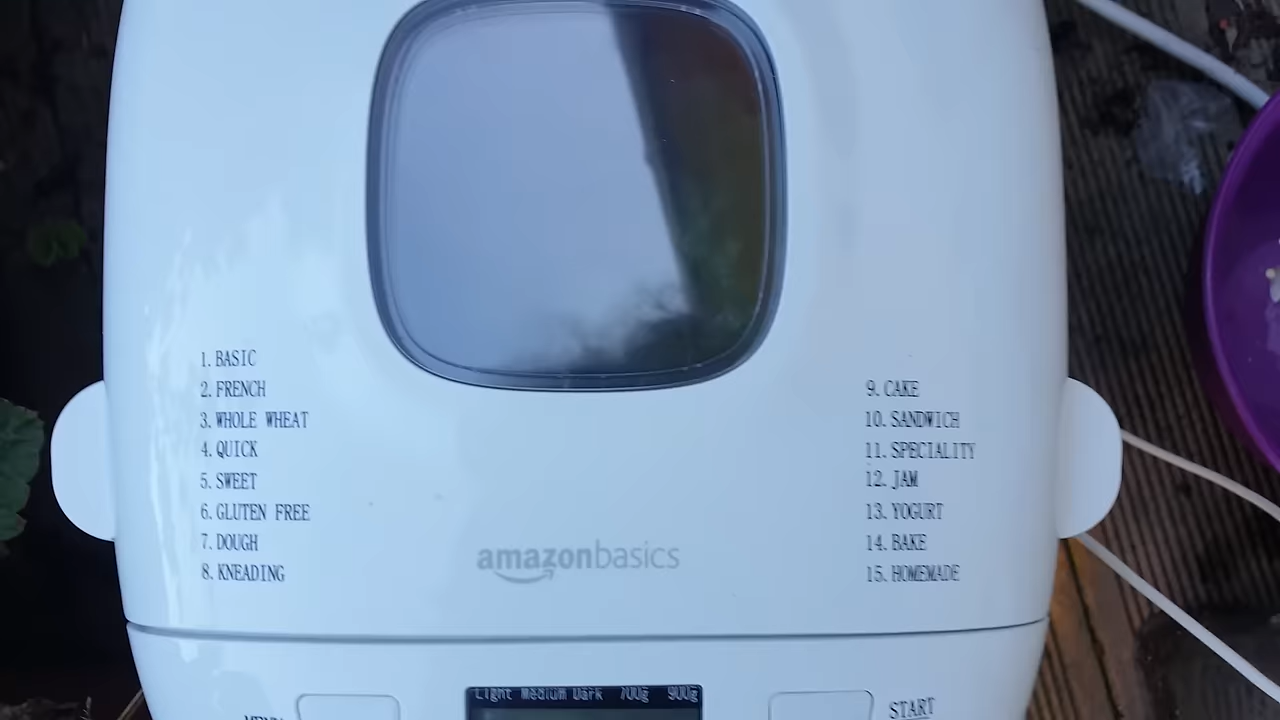 1. BASIC
2. FRENCH
3. WHOLE WHEAT
4. QUICK
5. SWEET
6. GLUTEN FREE
7. DOUGH
8. KNEADING
9. CAKE
10. SANDWICH
11. SPECIALITY
12. JAM
13. YOGURT
14. BAKE
15. HOMEMADE
amazonbasics
Light Medium Dark 700g 900g
START